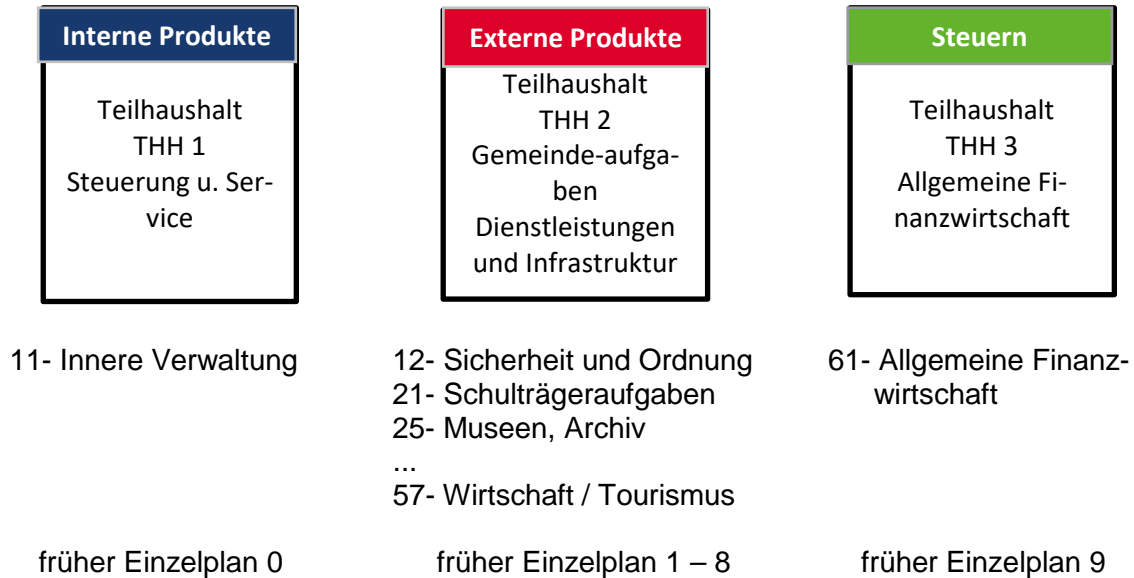 Interne Produkte
Teilhaushalt
THH 1
Steuerung u. Ser-
vice
Externe Produkte
Teilhaushalt
THH 2
Gemeinde-aufga-
ben
Dienstleistungen
und Infrastruktur
Steuern
Teilhaushalt
THH 3
Allgemeine Fi-
nanzwirtschaft
11- Innere Verwaltung
12- Sicherheit und Ordnung
21- Schulträgeraufgaben
25- Museen, Archiv
...
57- Wirtschaft / Tourismus
61- Allgemeine Finanz-
wirtschaft
früher Einzelplan 0
früher Einzelplan 1 – 8
früher Einzelplan 9